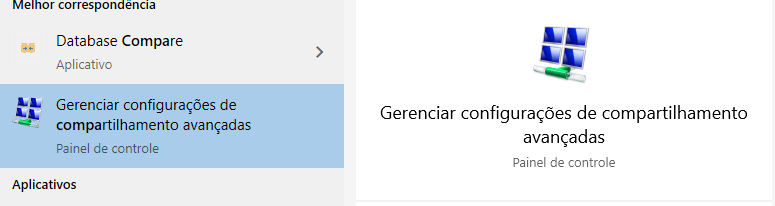 Melhor correspondência
Database Compare
Aplicativo
Gerenciar configurações de
compartilhamento avançadas
Painel de controle
Aplicativos
Gerenciar configurações de compartilhamento
avançadas
Painel de controle